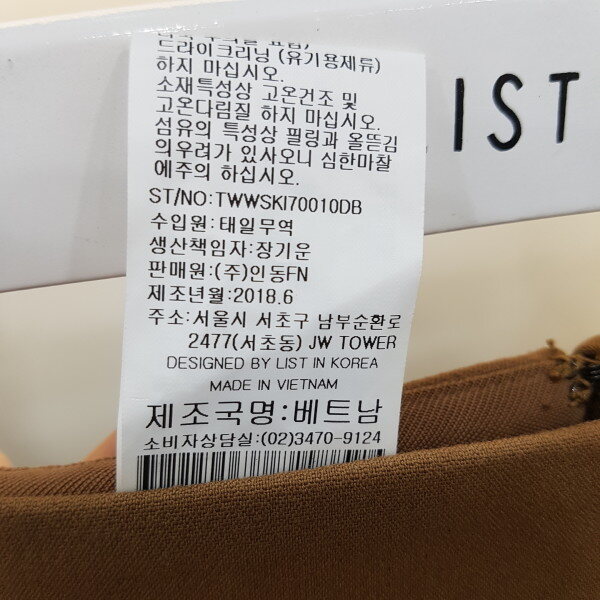 드라이크리닝 (유기용제류)
하지 마십시오.
소재특성상 고온건조 및
고온다림질 하지 마십시오.
섬유의 특성상 필링과 올뜯김
의우려가 있사오니 심한마찰
에주의 하십시오.
ST/NO:TWWSKI70010DB
수입원:태일무역
생산책임자:장기운
판매원:(주)인동FN
제조년월:2018.6
주소:서울시 서초구 남부순환로
2477(서초동) JW TOWER
DESIGNED BY LIST IN KOREA
MADE IN VIETNAM
제조국명:베트남
소비자상담실:(02)3470-9124
IST